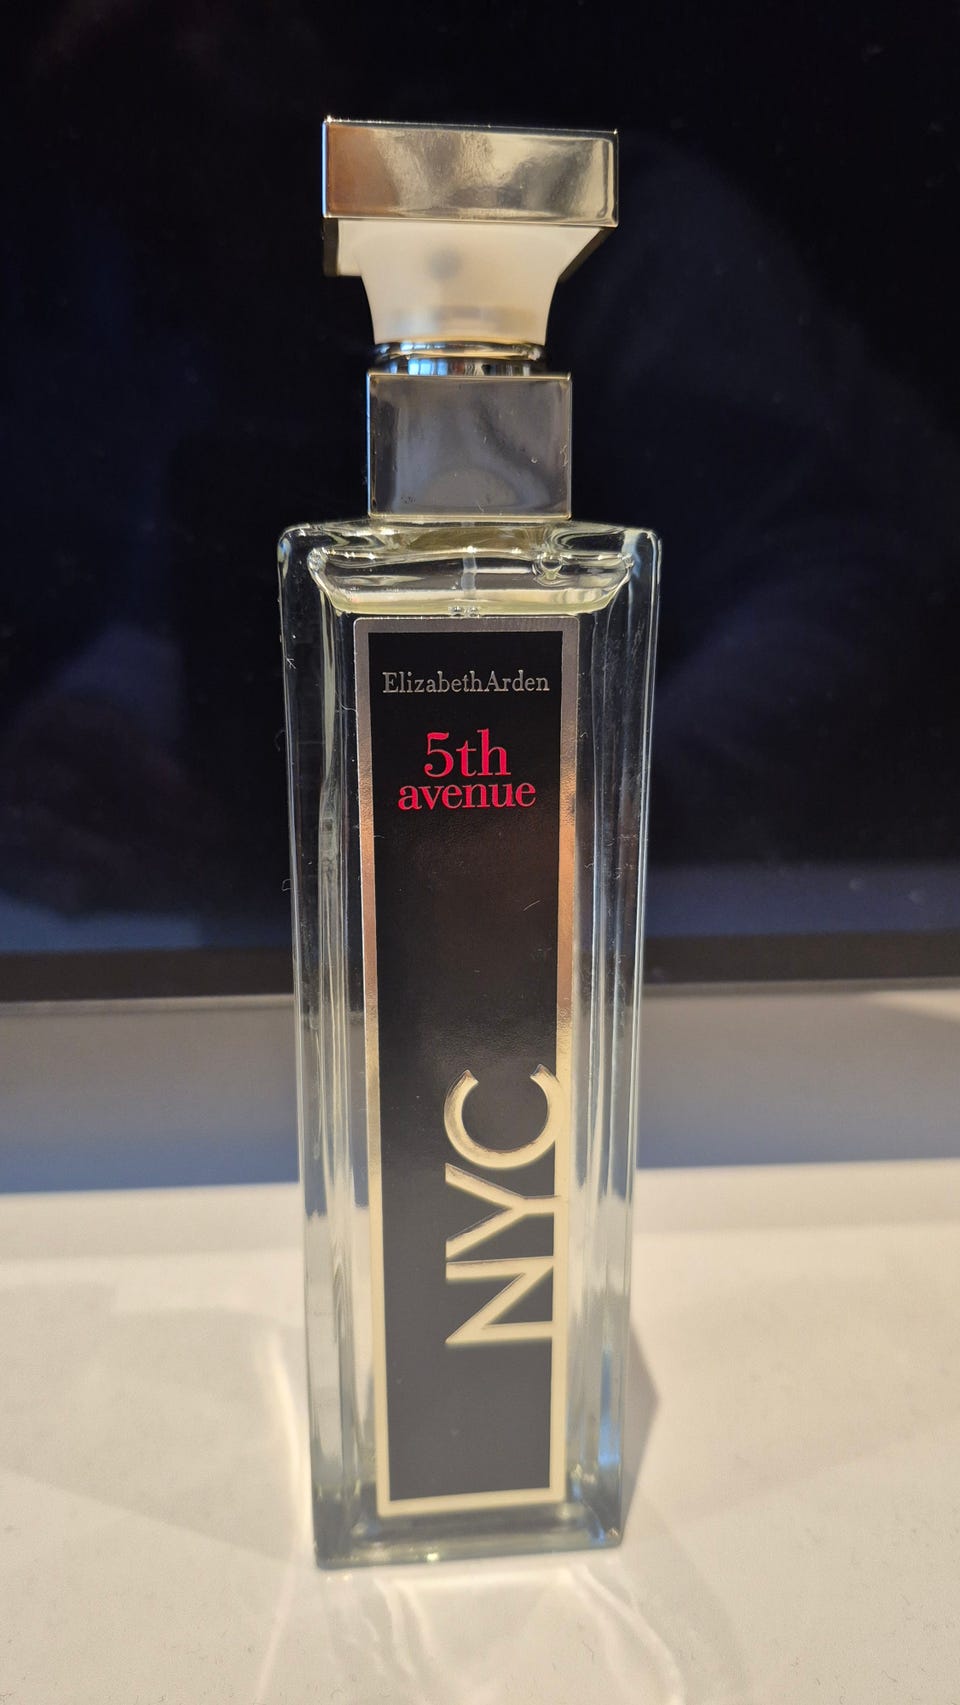 ElizabethArden
5th
avenue
NYC